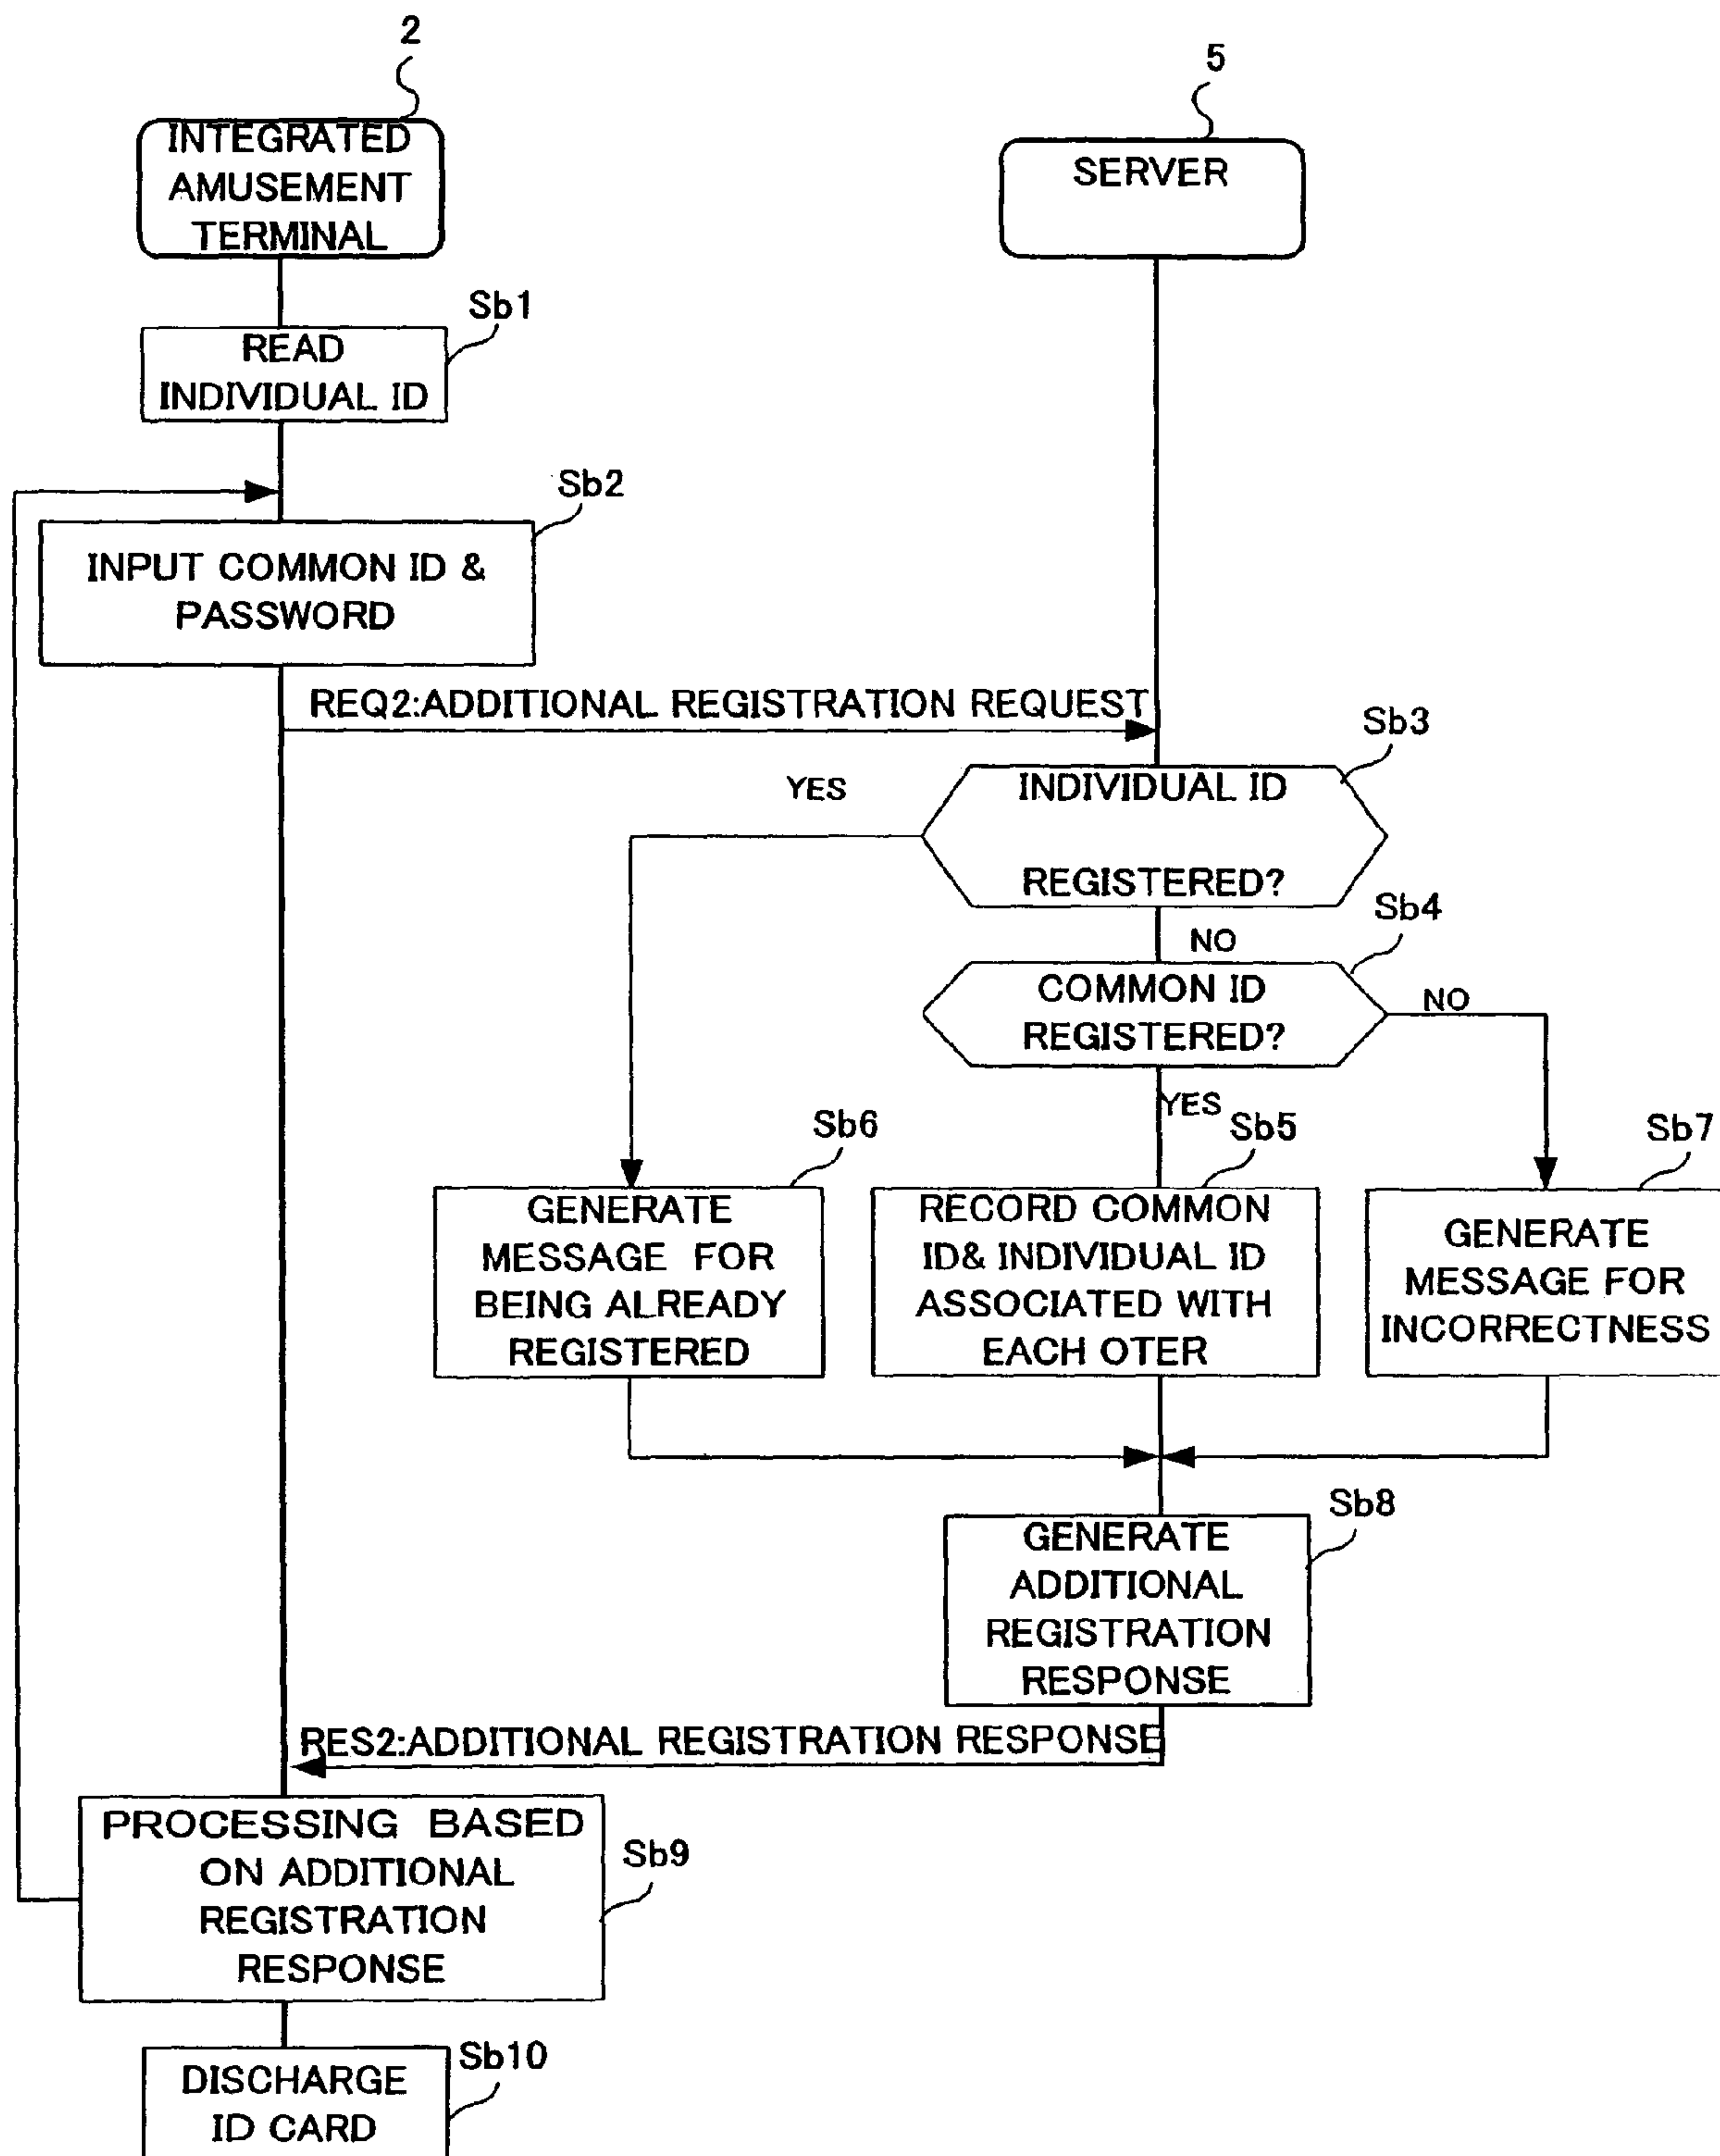 2
5
INTEGRATED
AMUSEMENT
TERMINAL
SERVER
Sb1
READ
INDIVIDUAL ID
Sb2
INPUT COMMON ID &
PASSWORD
REQ2:ADDITIONAL REGISTRATION REQUEST
Sb3
YES
INDIVIDUAL ID
REGISTERED?
Sb4
NO
COMMON ID
REGISTERED?
NO
YES
Sb6
Sb5
Sb7
GENERATE
MESSAGE FOR
BEING ALREADY
REGISTERED
RECORD COMMON
ID& INDIVIDUAL ID
ASSOCIATED WITH
EACH OTER
GENERATE
MESSAGE FOR
INCORRECTNESS
Sb8
GENERATE
ADDITIONAL
REGISTRATION
RESPONSE
RES2:ADDITIONAL REGISTRATION RESPONSE
PROCESSING BASED
ON ADDITIONAL
REGISTRATION
RESPONSE
Sb9
Sb10
DISCHARGE
ID CARD